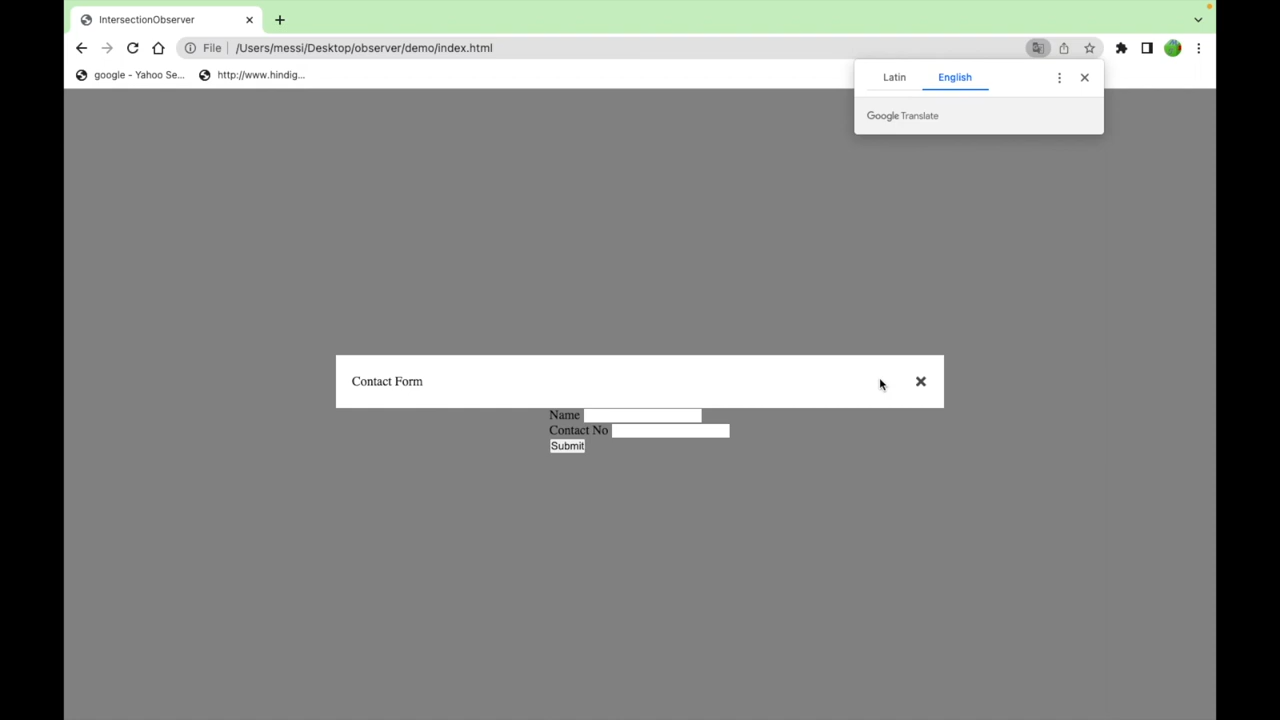 IntersectionObserver
File /Users/messi/Desktop/observer/demo/index.html
google - Yahoo Se... http://www.hindig...
Latin English
Google Translate
Contact Form
Name
Contact No
Submit